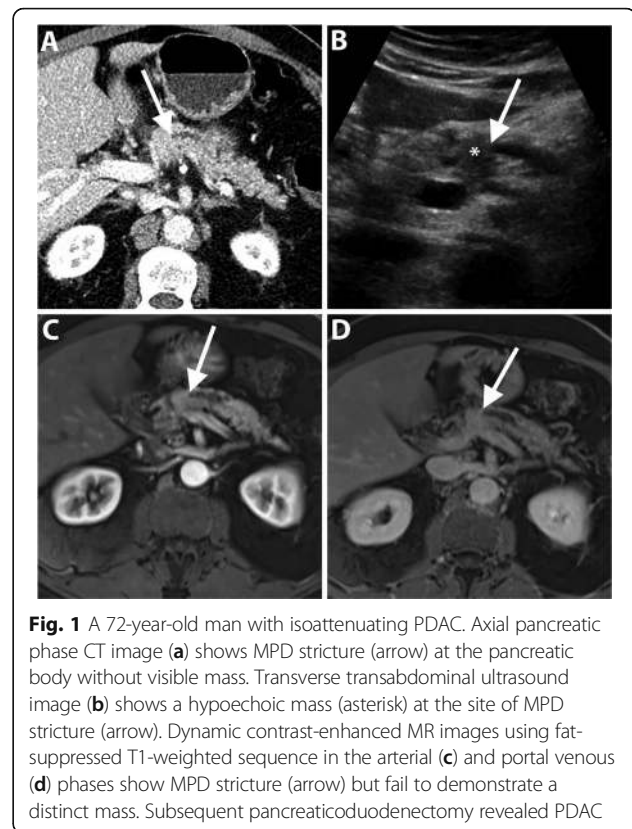 A
B
*
C
D
Fig. 1 A 72-year-old man with isoattenuating PDAC. Axial pancreatic
phase CT image (a) shows MPD stricture (arrow) at the pancreatic
body without visible mass. Transverse transabdominal ultrasound
image (b) shows a hypoechoic mass (asterisk) at the site of MPD
stricture (arrow). Dynamic contrast-enhanced MR images using fat-
suppressed T1-weighted sequence in the arterial (c) and portal venous
(d) phases show MPD stricture (arrow) but fail to demonstrate a
distinct mass. Subsequent pancreaticoduodenectomy revealed PDAC